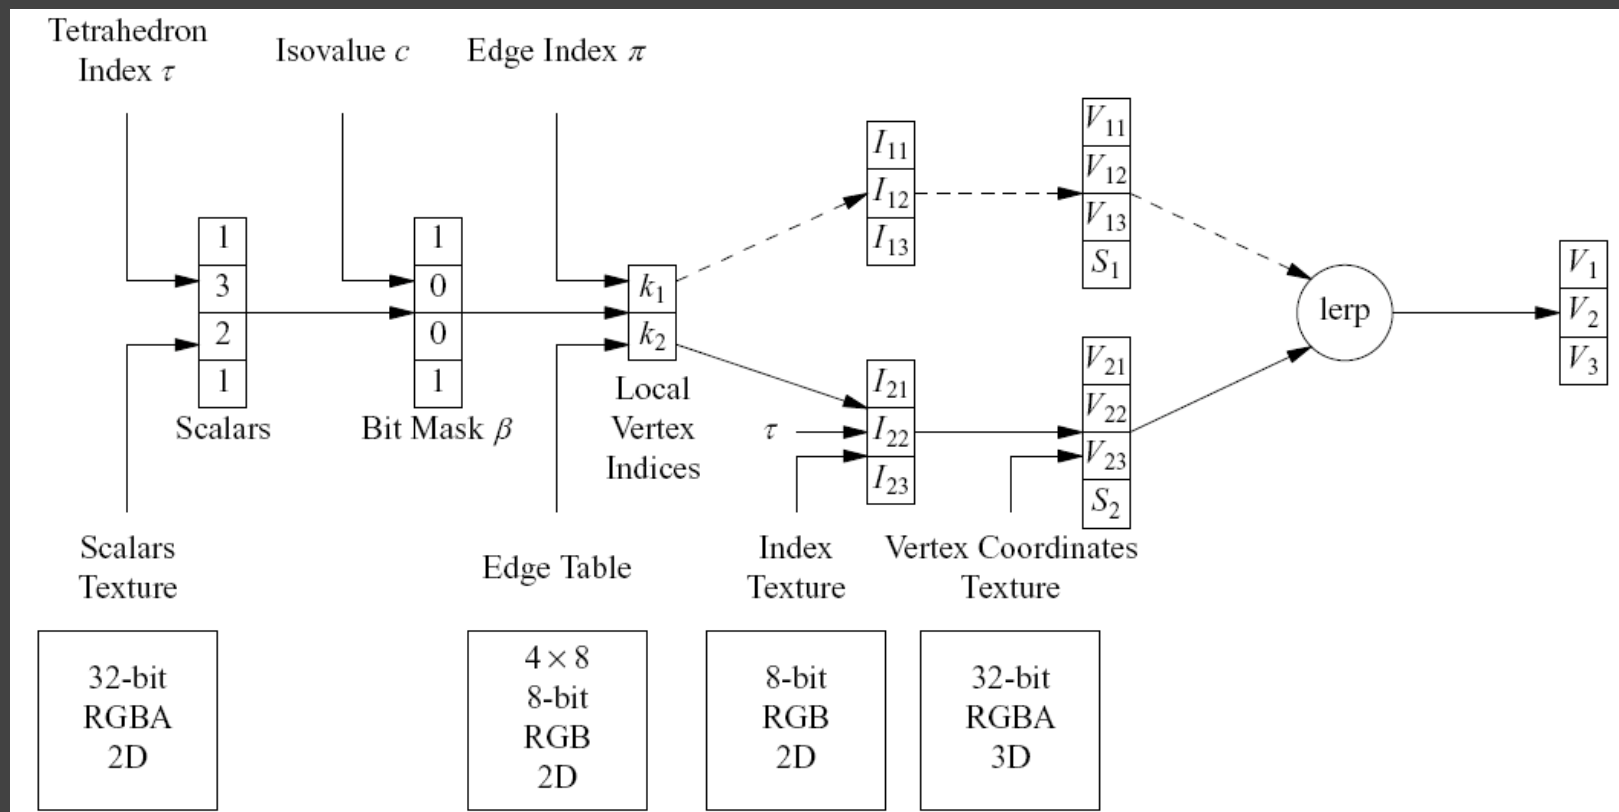 Tetrahedron
Index τ
Isovalue c
Edge Index π
1
3
2
1
Scalars
1
0
0
1
Bit Mask β
k1
k2
Local
Vertex
Indices
I11
I12
I13
τ
I21
I22
I23
V11
V12
V13
S1
V21
V22
V23
S2
lerp
V1
V2
V3
Scalars
Texture
Edge Table
Index
Texture
Vertex Coordinates
Texture
32-bit
RGBA
2D
4 × 8
8-bit
RGB
2D
8-bit
RGB
2D
32-bit
RGBA
3D